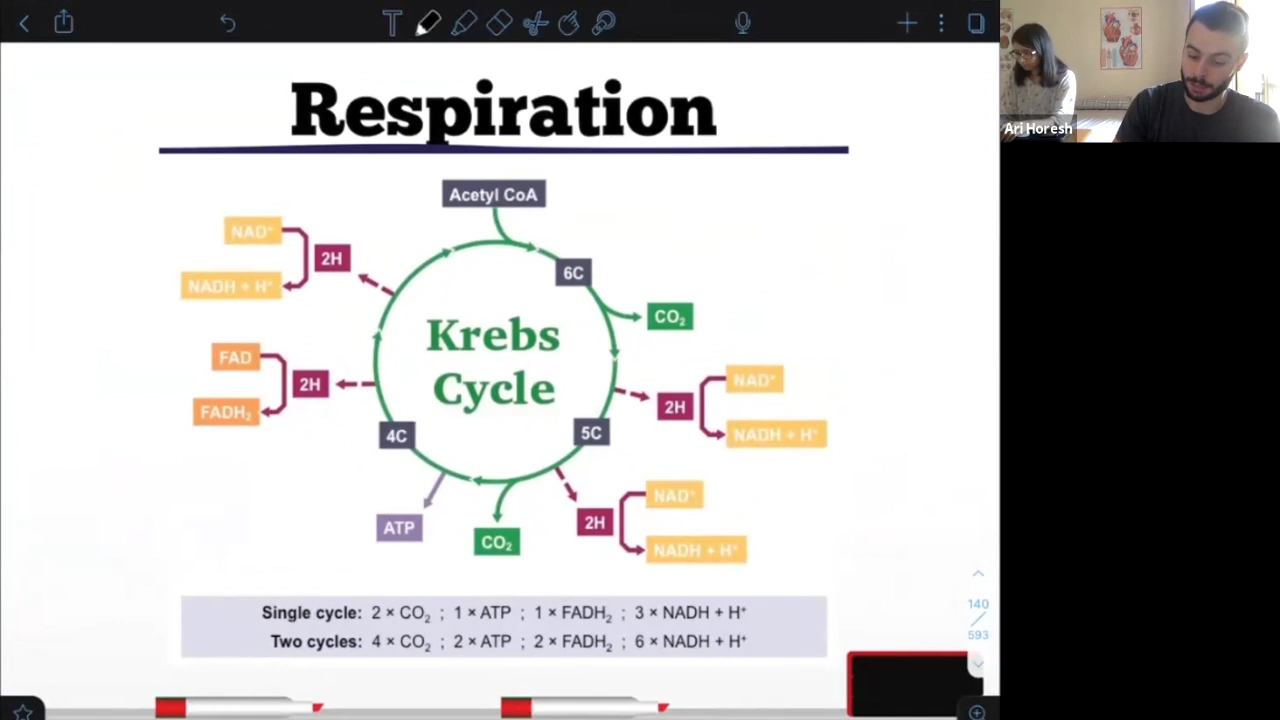 Respiration
Acetyl CoA
NAD⁺
2H
NADH + H⁺
6C
CO₂
Krebs
Cycle
FAD
2H
FADH₂
NAD⁺
2H
NADH + H⁺
4C
5C
ATP
CO₂
NAD⁺
2H
NADH + H⁺
Single cycle: 2 × CO₂ ; 1 × ATP ; 1 × FADH₂ ; 3 × NADH + H⁺
Two cycles: 4 × CO₂ ; 2 × ATP ; 2 × FADH₂ ; 6 × NADH + H⁺
140
593
Ari Horesh